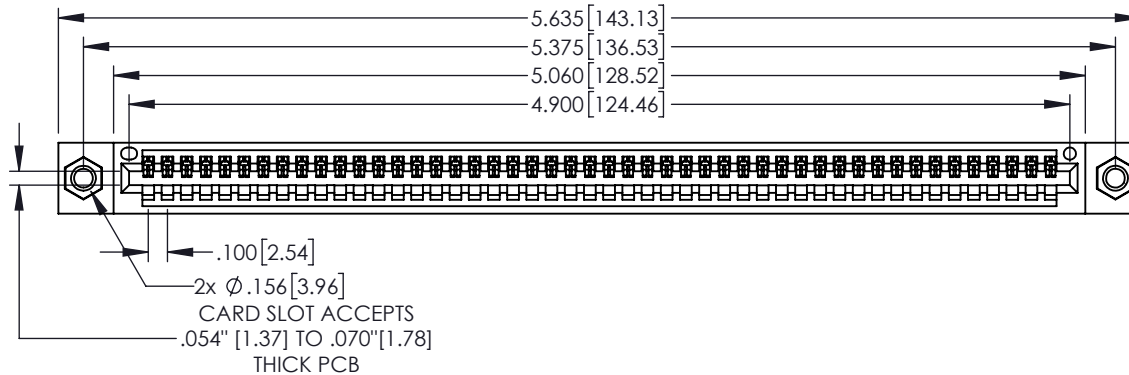 5.635 [143.13]
5.375 [136.53]
5.060 [128.52]
4.900 [124.46]
.100 [2.54]
2x Ø.156 [3.96]
CARD SLOT ACCEPTS
.054" [1.37] TO .070"[1.78]
THICK PCB